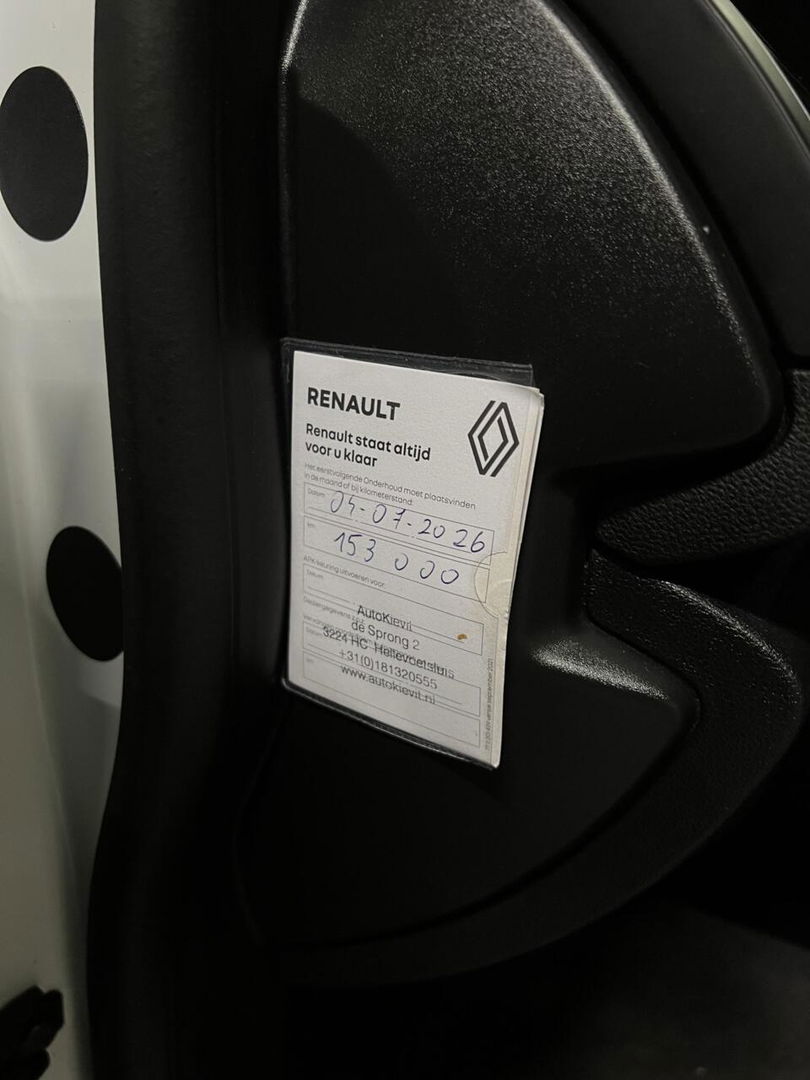 RENAULT
Renault staat altijd
voor u klaar
Het eerstvolgende Onderhoud moet plaatsvinden
in de maand of bij kilometerstand:
Datum
04-07-2026
km
153 000
APK keuring uitvoeren voor:
Datum
AutoKievit
de Sprong 2
3224 HC Hellevoetsluis
+31(0)181320555
www.autokievit.nl
km